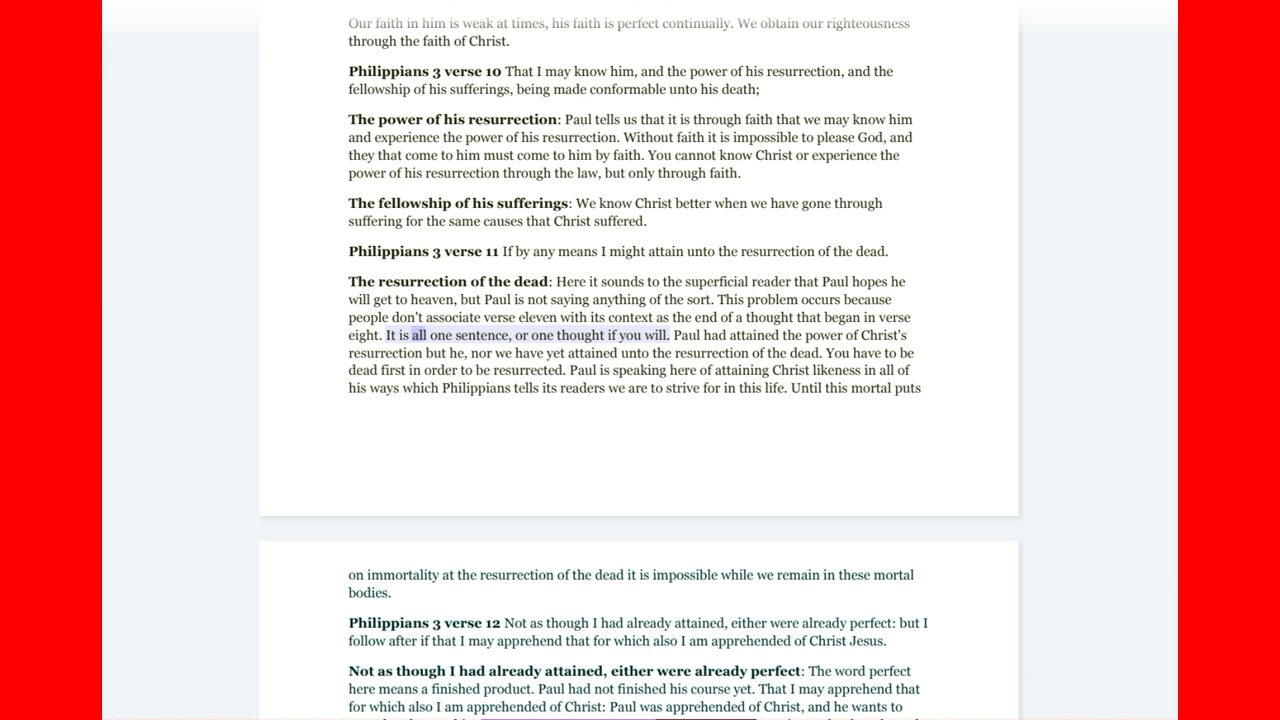 Our faith in him is weak at times, his faith is perfect continually. We obtain our righteousness
through the faith of Christ.
Philippians 3 verse 10 That I may know him, and the power of his resurrection, and the
fellowship of his sufferings, being made conformable unto his death;
The power of his resurrection: Paul tells us that it is through faith that we may know him
and experience the power of his resurrection. Without faith it is impossible to please God, and
they that come to him must come to him by faith. You cannot know Christ or experience the
power of his resurrection through the law, but only through faith.
The fellowship of his sufferings: We know Christ better when we have gone through
suffering for the same causes that Christ suffered.
Philippians 3 verse 11 If by any means I might attain unto the resurrection of the dead.
The resurrection of the dead: Here it sounds to the superficial reader that Paul hopes he
will get to heaven, but Paul is not saying anything of the sort. This problem occurs because
people don't associate verse eleven with its context as the end of a thought that began in verse
eight. It is all one sentence, or one thought if you will. Paul had attained the power of Christ's
resurrection but he, nor we have yet attained unto the resurrection of the dead. You have to be
dead first in order to be resurrected. Paul is speaking here of attaining Christ likeness in all of
his ways which Philippians tells its readers we are to strive for in this life. Until this mortal puts
on immortality at the resurrection of the dead it is impossible while we remain in these mortal
bodies.
Philippians 3 verse 12 Not as though I had already attained, either were already perfect: but I
follow after if that I may apprehend that for which also I am apprehended of Christ Jesus.
Not as though I had already attained, either were already perfect: The word perfect
here means a finished product. Paul had not finished his course yet. That I may apprehend that
for which also I am apprehended of Christ: Paul was apprehended of Christ, and he wants to